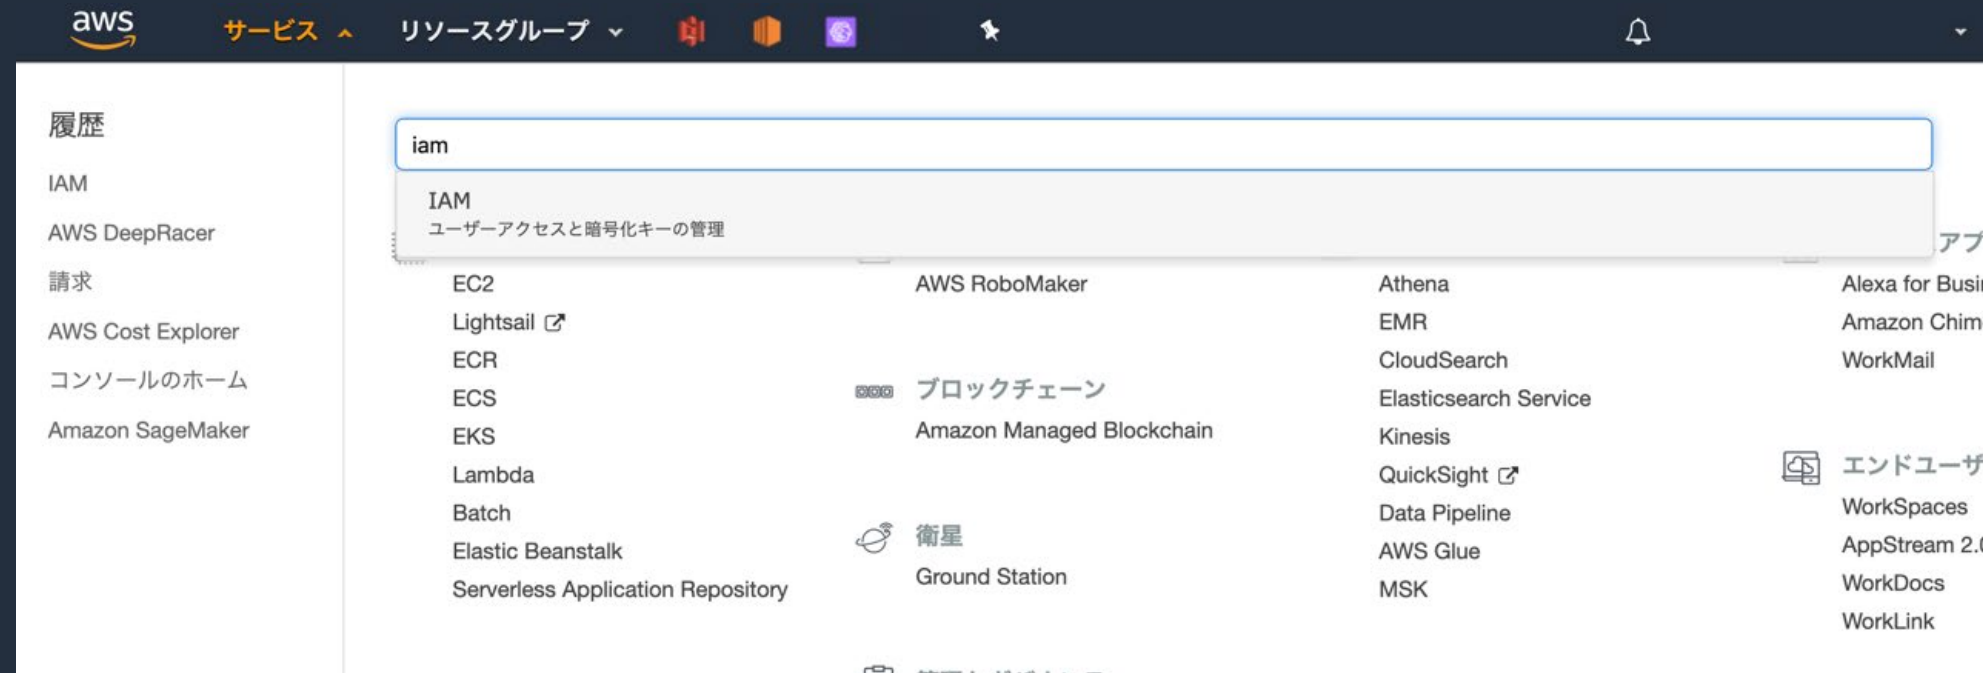 aws
サービス
リソースグループ
履歴
IAM
AWS DeepRacer
請求
AWS Cost Explorer
コンソールのホーム
Amazon SageMaker
iam
IAM
ユーザーアクセスと暗号化キーの管理
EC2
Lightsail
ECR
ECS
EKS
Lambda
Batch
Elastic Beanstalk
Serverless Application Repository
AWS RoboMaker
ブロックチェーン
Amazon Managed Blockchain
衛星
Ground Station
Athena
EMR
CloudSearch
Elasticsearch Service
Kinesis
QuickSight
Data Pipeline
AWS Glue
MSK
アプ
Alexa for Busi
Amazon Chim
WorkMail
エンドユーザ
WorkSpaces
AppStream 2.
WorkDocs
WorkLink